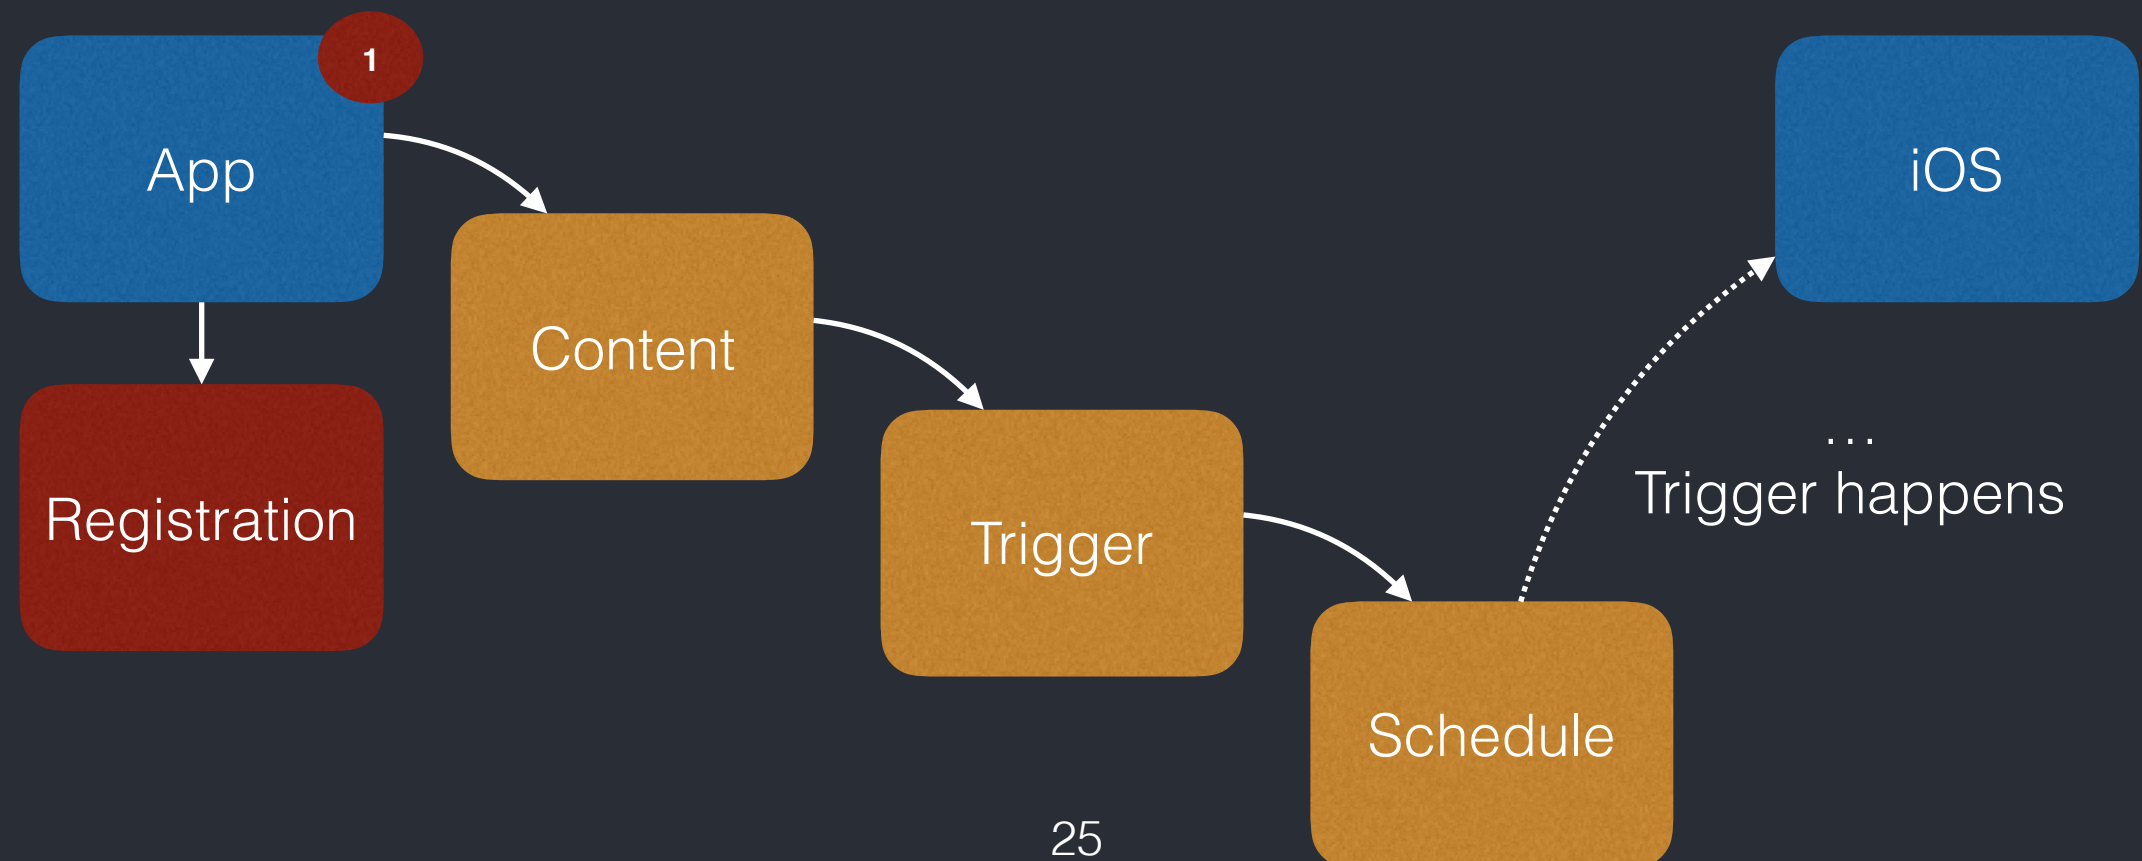 1
App
iOS
Content
Registration
Trigger
...
Trigger happens
Schedule
25